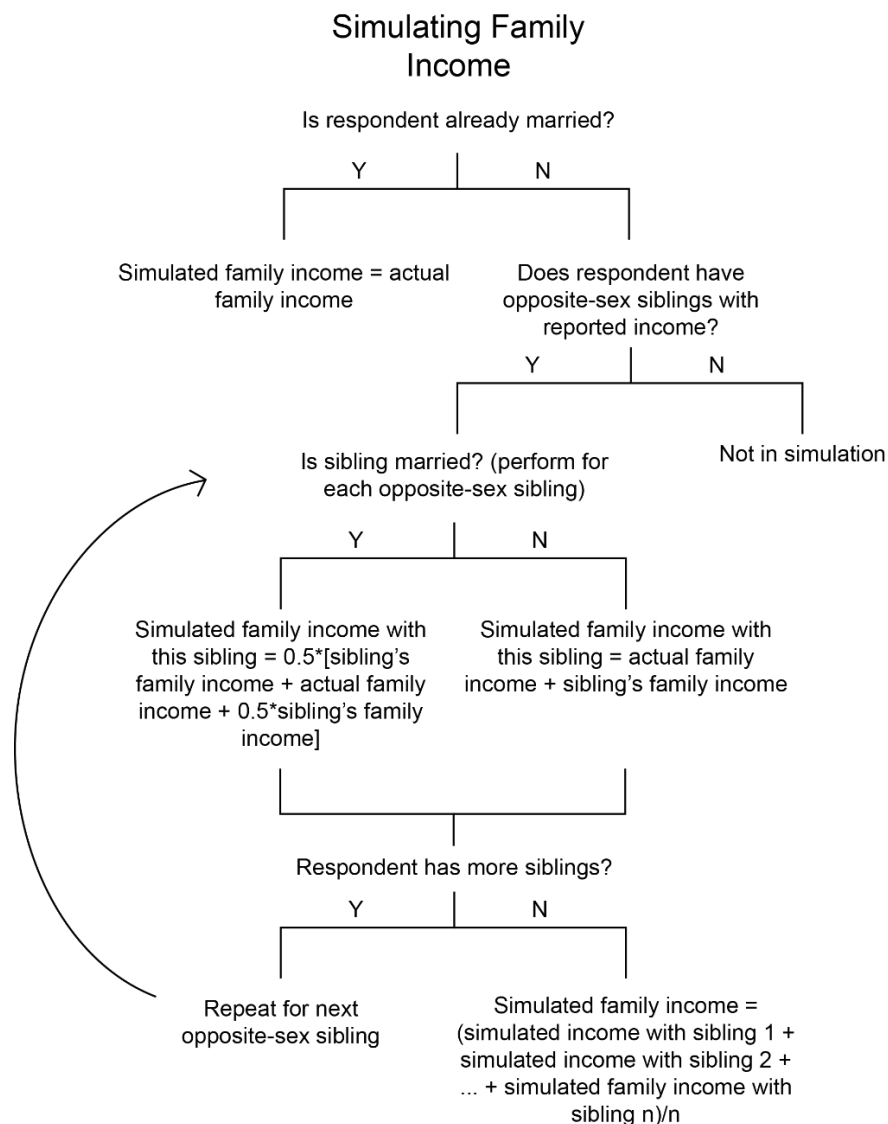 Simulating Family
Income
Is respondent already married?
Y
N
Simulated family income = actual
family income
Does respondent have
opposite-sex siblings with
reported income?
Y
N
Is sibling married? (perform for
each opposite-sex sibling)
Not in simulation
Y
N
Simulated family income with
this sibling = 0.5*[sibling’s
family income + actual family
income + 0.5*sibling’s family
income]
Simulated family income with
this sibling = actual family
income + sibling’s family income
Respondent has more siblings?
Y
N
Repeat for next
opposite-sex sibling
Simulated family income =
(simulated income with sibling 1 +
simulated income with sibling 2 +
... + simulated family income with
sibling n)/n